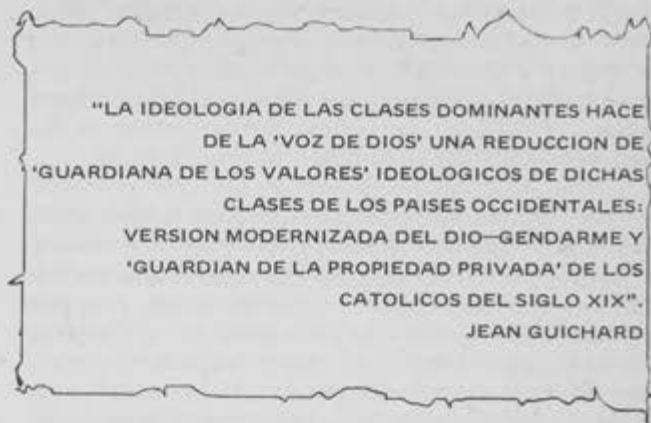 "LA IDEOLOGIA DE LAS CLASES DOMINANTES HACE
DE LA 'VOZ DE DIOS' UNA REDUCCION DE
'GUARDIANA DE LOS VALORES' IDEOLOGICOS DE DICHAS
CLASES DE LOS PAISES OCCIDENTALES:
VERSION MODERNIZADA DEL DIO—GENDARME Y
'GUARDIAN DE LA PROPIEDAD PRIVADA' DE LOS
CATOLICOS DEL SIGLO XIX".
JEAN GUICHARD